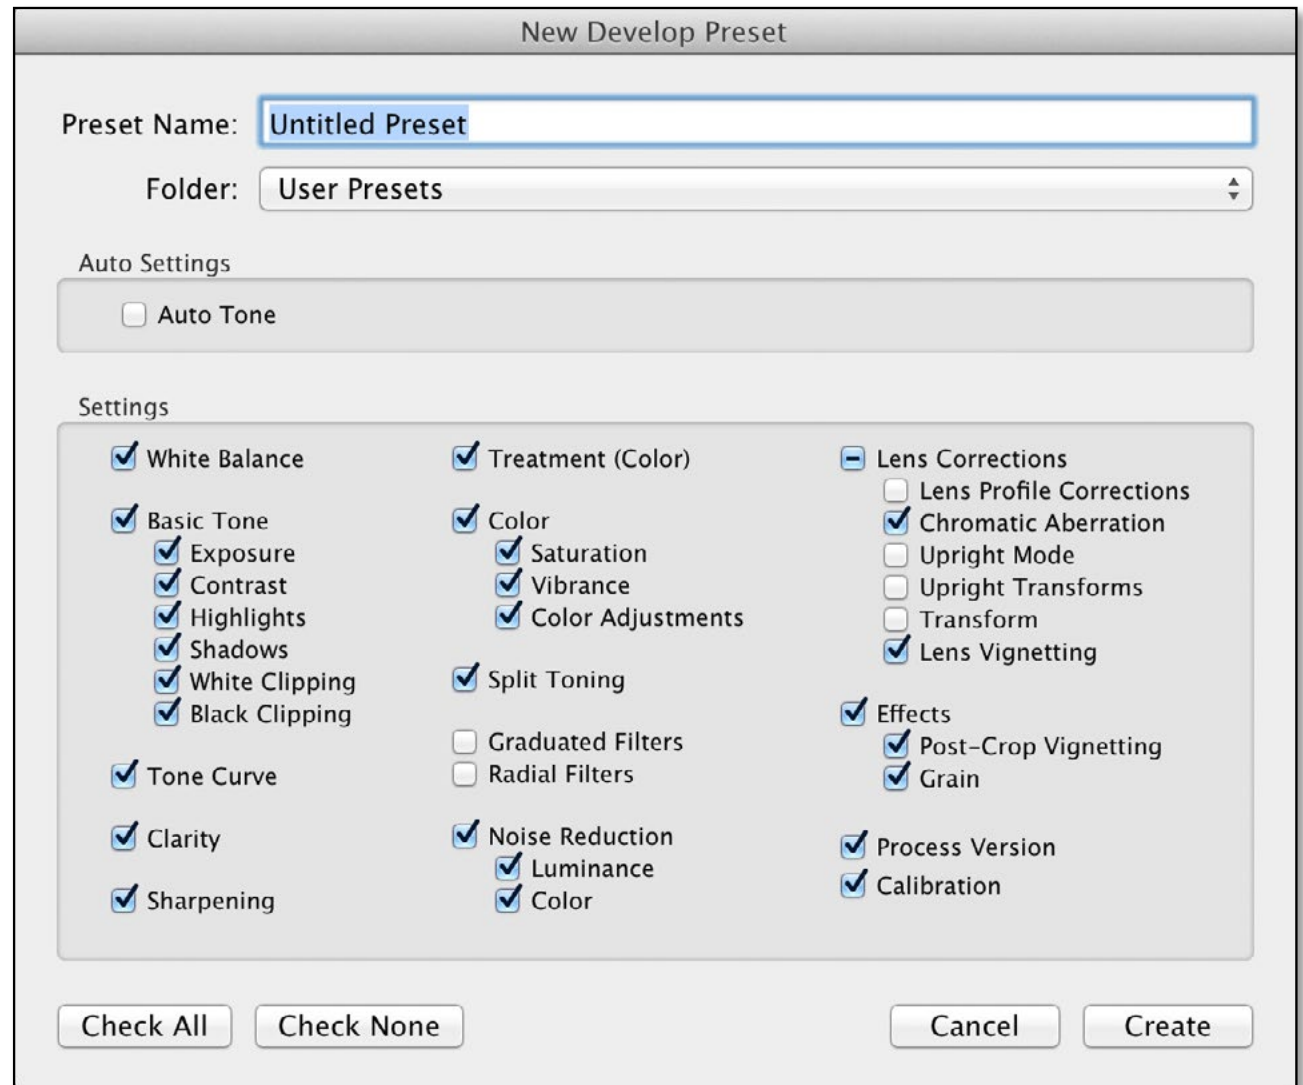 New Develop Preset
Preset Name: Untitled Preset
Folder: User Presets
Auto Settings
Auto Tone
Settings
White Balance
Basic Tone
Exposure
Contrast
Highlights
Shadows
White Clipping
Black Clipping
Tone Curve
Clarity
Sharpening
Treatment (Color)
Color
Saturation
Vibrance
Color Adjustments
Split Toning
Graduated Filters
Radial Filters
Noise Reduction
Luminance
Color
Lens Corrections
Lens Profile Corrections
Chromatic Aberration
Upright Mode
Upright Transforms
Transform
Lens Vignetting
Effects
Post-Crop Vignetting
Grain
Process Version
Calibration
Check All
Check None
Cancel
Create